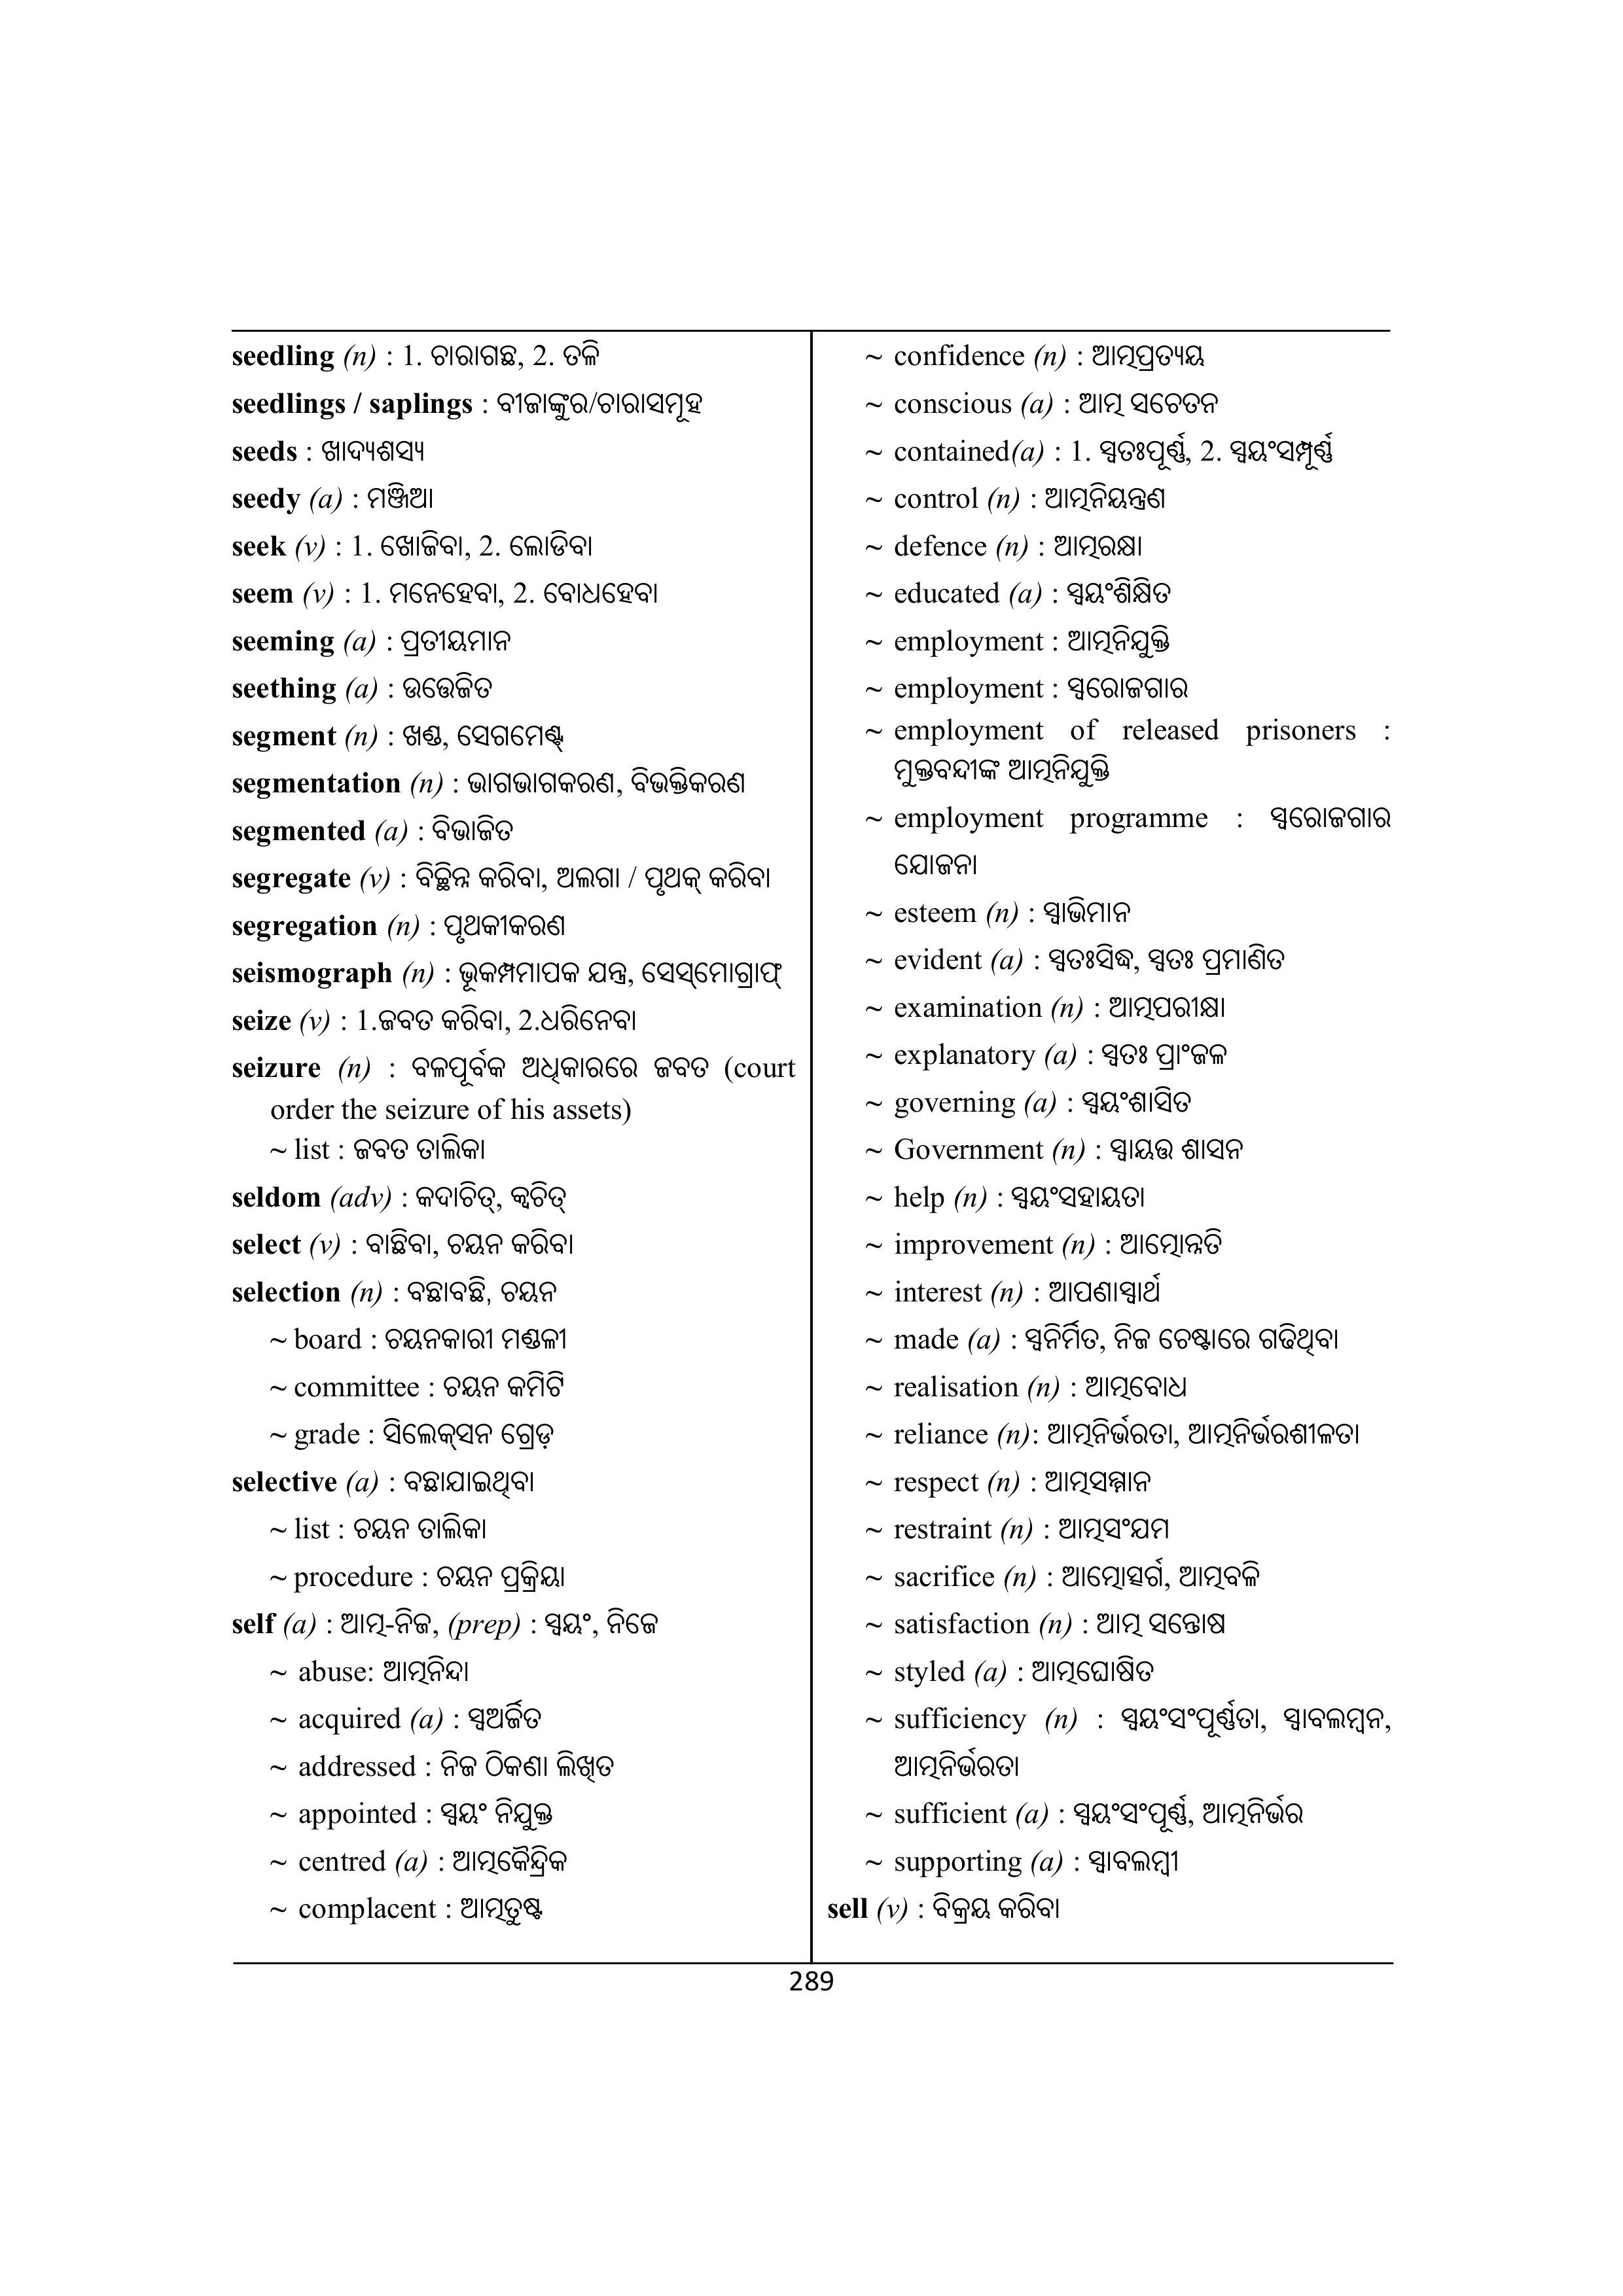 seedling (n) : 1. ଚାରାଗଛ, 2. ତଳି
seedlings / saplings : ବୀଜାଙ୍କୁର/ଚାରାସମୂହ
seeds : ଖାଦ୍ୟଶସ୍ୟ
seedy (a) : ମଞ୍ଜିଆ
seek (v) : 1. ଖୋଜିବା, 2. ଲୋଡିବା
seem (v) : 1. ମନେହେବା, 2. ବୋଧହେବା
seeming (a) : ପ୍ରତୀୟମାନ
seething (a) : ଉତ୍ତେଜିତ
segment (n) : ଖଣ୍ଡ, ସେଗମେଣ୍ଟ୍
segmentation (n) : ଭାଗଭାଗକରଣ, ବିଭକ୍ତିକରଣ
segmented (a) : ବିଭାଜିତ
segregate (v) : ବିଚ୍ଛିନ୍ନ କରିବା, ଅଲଗା / ପୃଥକ୍ କରିବା
segregation (n) : ପୃଥକୀକରଣ
seismograph (n) : ଭୂକମ୍ପମାପକ ଯନ୍ତ୍ର, ସେସ୍‌ମୋଗ୍ରାଫ୍
seize (v) : 1.ଜବତ କରିବା, 2.ଧରିନେବା
seizure (n) : ବଳପୂର୍ବକ ଅଧିକାରରେ ଜବତ (court
order the seizure of his assets)
~ list : ଜବତ ତାଲିକା
seldom (adv) : କଦାଚିତ୍, କ୍ୱଚିତ୍
select (v) : ବାଛିବା, ଚୟନ କରିବା
selection (n) : ବଛାବଛି, ଚୟନ
~ board : ଚୟନକାରୀ ମଣ୍ଡଳୀ
~ committee : ଚୟନ କମିଟି
~ grade : ସିଲେକ୍‌ସନ ଗ୍ରେଡ଼
selective (a) : ବଛାଯାଇଥିବା
~ list : ଚୟନ ତାଲିକା
~ procedure : ଚୟନ ପ୍ରକ୍ରିୟା
self (a) : ଆତ୍ମ-ନିଜ, (prep) : ସ୍ୱୟଂ, ନିଜେ
~ abuse: ଆତ୍ମନିନ୍ଦା
~ acquired (a) : ସ୍ୱଅର୍ଜିତ
~ addressed : ନିଜ ଠିକଣା ଲିଖିତ
~ appointed : ସ୍ୱୟଂ ନିଯୁକ୍ତ
~ centred (a) : ଆତ୍ମକୈନ୍ଦ୍ରିକ
~ complacent : ଆତ୍ମତୁଷ୍ଟ
~ confidence (n) : ଆତ୍ମପ୍ରତ୍ୟୟ
~ conscious (a) : ଆତ୍ମ ସଚେତନ
~ contained(a) : 1. ସ୍ୱତଃପୂର୍ଣ୍ଣ, 2. ସ୍ୱୟଂସମ୍ପୂର୍ଣ୍ଣ
~ control (n) : ଆତ୍ମନିୟନ୍ତ୍ରଣ
~ defence (n) : ଆତ୍ମରକ୍ଷା
~ educated (a) : ସ୍ୱୟଂଶିକ୍ଷିତ
~ employment : ଆତ୍ମନିଯୁକ୍ତି
~ employment : ସ୍ୱରୋଜଗାର
~ employment of released prisoners :
ମୁକ୍ତବନ୍ଦୀଙ୍କ ଆତ୍ମନିଯୁକ୍ତି
~ employment programme : ସ୍ୱରୋଜଗାର
ଯୋଜନା
~ esteem (n) : ସ୍ୱାଭିମାନ
~ evident (a) : ସ୍ୱତଃସିଦ୍ଧ, ସ୍ୱତଃ ପ୍ରମାଣିତ
~ examination (n) : ଆତ୍ମପରୀକ୍ଷା
~ explanatory (a) : ସ୍ୱତଃ ପ୍ରାଂଜଳ
~ governing (a) : ସ୍ୱୟଂଶାସିତ
~ Government (n) : ସ୍ୱାୟତ୍ତ ଶାସନ
~ help (n) : ସ୍ୱୟଂସହାୟତା
~ improvement (n) : ଆତ୍ମୋନ୍ନତି
~ interest (n) : ଆପଣାସ୍ୱାର୍ଥ
~ made (a) : ସ୍ୱନିର୍ମିତ, ନିଜ ଚେଷ୍ଟାରେ ଗଢିଥିବା
~ realisation (n) : ଆତ୍ମବୋଧ
~ reliance (n): ଆତ୍ମନିର୍ଭରତା, ଆତ୍ମନିର୍ଭରଶୀଳତା
~ respect (n) : ଆତ୍ମସମ୍ମାନ
~ restraint (n) : ଆତ୍ମସଂଯମ
~ sacrifice (n) : ଆତ୍ମୋତ୍ସର୍ଗ, ଆତ୍ମବଳି
~ satisfaction (n) : ଆତ୍ମ ସନ୍ତୋଷ
~ styled (a) : ଆତ୍ମଘୋଷିତ
~ sufficiency (n) : ସ୍ୱୟଂସଂପୂର୍ଣ୍ଣତା, ସ୍ୱାବଲମ୍ବନ,
ଆତ୍ମନିର୍ଭରତା
~ sufficient (a) : ସ୍ୱୟଂସଂପୂର୍ଣ୍ଣ, ଆତ୍ମନିର୍ଭର
~ supporting (a) : ସ୍ୱାବଲମ୍ବୀ
sell (v) : ବିକ୍ରୟ କରିବା
289